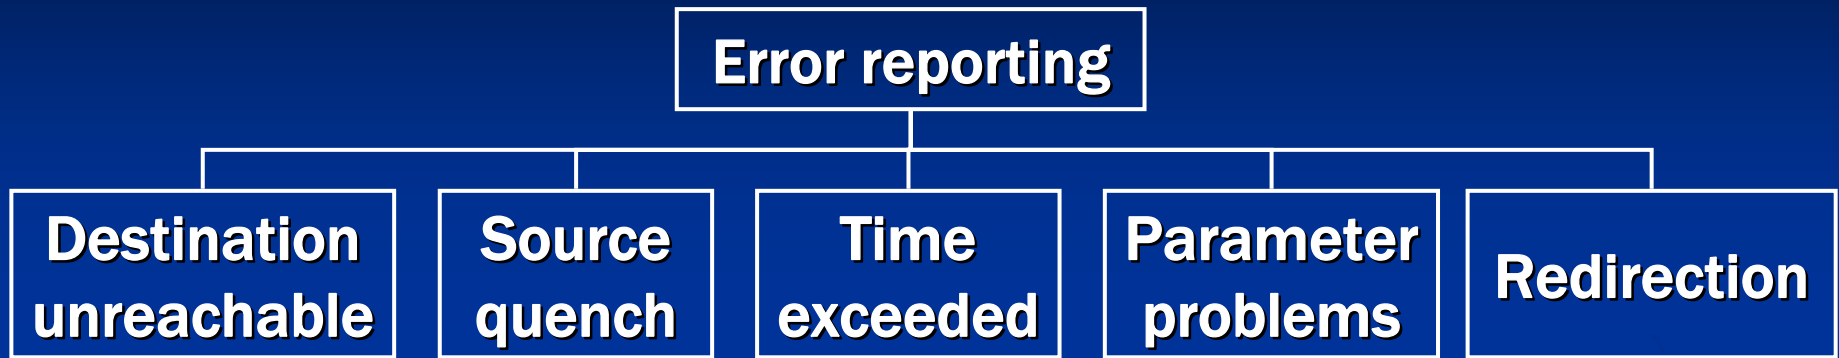 Error reporting
Destination
unreachable
Source
quench
Time
exceeded
Parameter
problems
Redirection